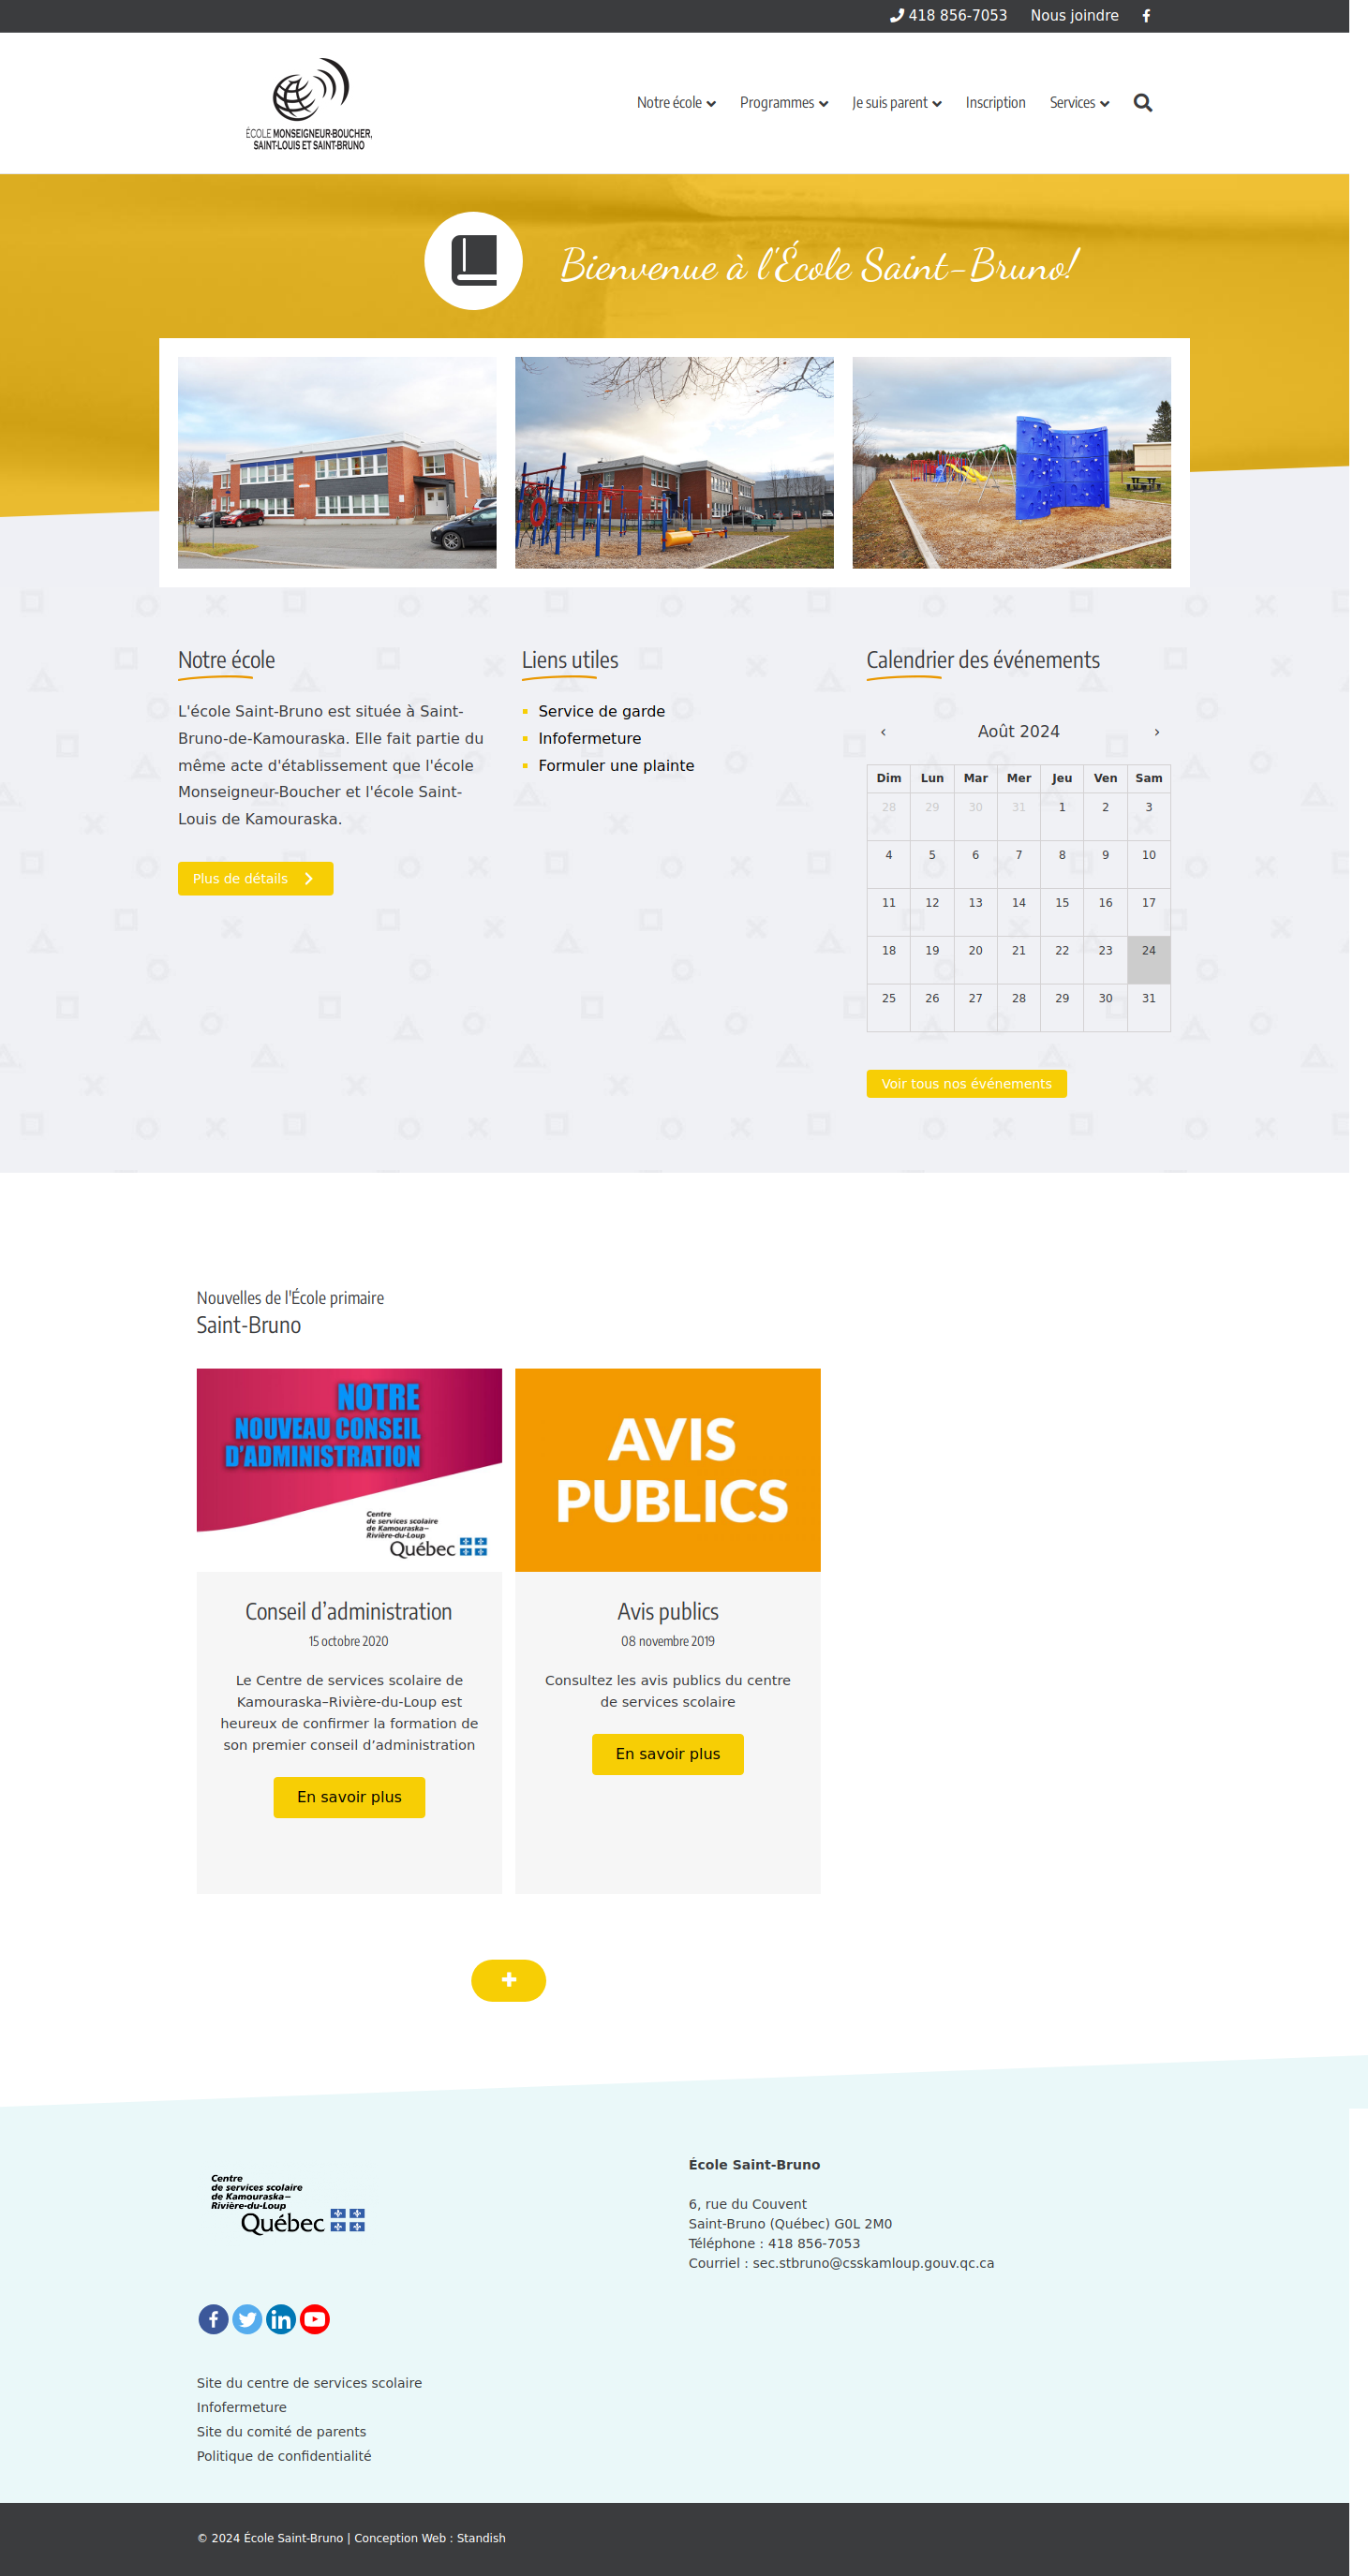 418 856-7053 Nous joindre
ÉCOLE MONSEIGNEUR-BOUCHER,
SAINT-LOUIS ET SAINT-BRUNO
Notre école Programmes Je suis parent Inscription Services
Bienvenue à l'École Saint-Bruno!
Notre école
L'école Saint-Bruno est située à Saint-
Bruno-de-Kamouraska. Elle fait partie du
même acte d'établissement que l'école
Monseigneur-Boucher et l'école Saint-
Louis de Kamouraska.
Plus de détails
Liens utiles
Service de garde
Infofermeture
Formuler une plainte
Calendrier des événements
‹ Août 2024 ›
Dim Lun Mar Mer Jeu Ven Sam
28 29 30 31 1 2 3
4 5 6 7 8 9 10
11 12 13 14 15 16 17
18 19 20 21 22 23 24
25 26 27 28 29 30 31
Voir tous nos événements
Nouvelles de l'École primaire
Saint-Bruno
NOTRE
NOUVEAU CONSEIL
D'ADMINISTRATION
Centre
de services scolaire
de Kamouraska–
Rivière-du-Loup
Québec
Conseil d’administration
15 octobre 2020
Le Centre de services scolaire de
Kamouraska–Rivière-du-Loup est
heureux de confirmer la formation de
son premier conseil d’administration
En savoir plus
AVIS
PUBLICS
Avis publics
08 novembre 2019
Consultez les avis publics du centre
de services scolaire
En savoir plus
Centre
de services scolaire
de Kamouraska–
Rivière-du-Loup
Québec
Site du centre de services scolaire
Infofermeture
Site du comité de parents
Politique de confidentialité
École Saint-Bruno
6, rue du Couvent
Saint-Bruno (Québec) G0L 2M0
Téléphone : 418 856-7053
Courriel : sec.stbruno@csskamloup.gouv.qc.ca
© 2024 École Saint-Bruno | Conception Web : Standish